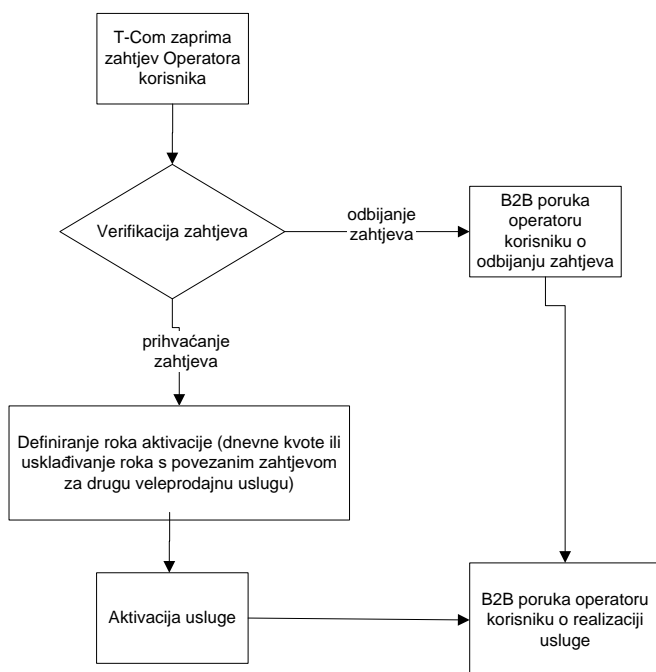 T-Com zaprima
zahtjev Operatora
korisnika
Verifikacija zahtjeva
odbijanje
zahtjeva
B2B poruka
operatoru
korisniku o
odbijanju zahtjeva
prihvaćanje
zahtjeva
Definiranje roka aktivacije (dnevne kvote ili
usklađivanje roka s povezanim zahtjevom
za drugu veleprodajnu uslugu)
Aktivacija usluge
B2B poruka operatoru
korisniku o realizaciji
usluge